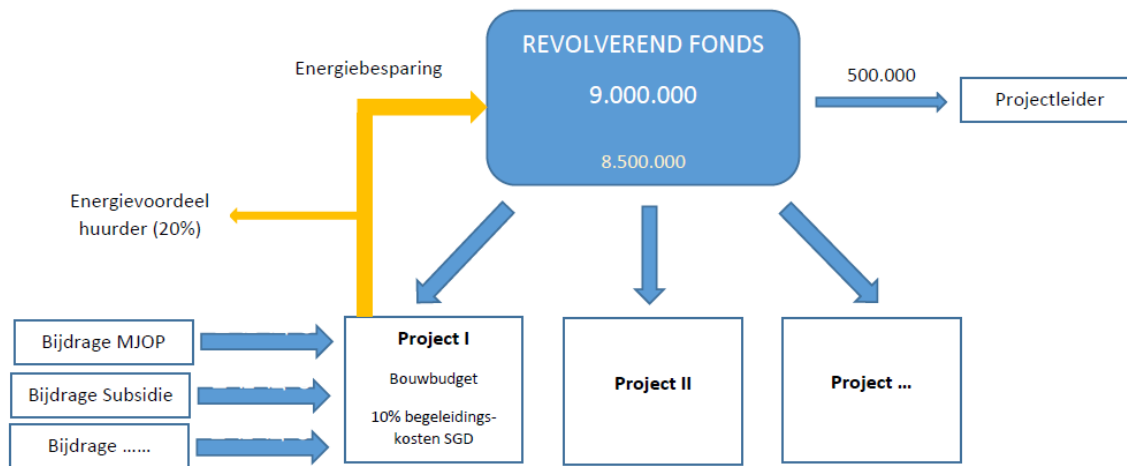 REVOLVEREND FONDS
9.000.000
8.500.000
Energiebesparing
500.000
Projectleider
Energievoordeel
huurder (20%)
Bijdrage MJOP
Bijdrage Subsidie
Bijdrage ......
Project I
Bouwbudget
10% begeleidings-
kosten SGD
Project II
Project ...